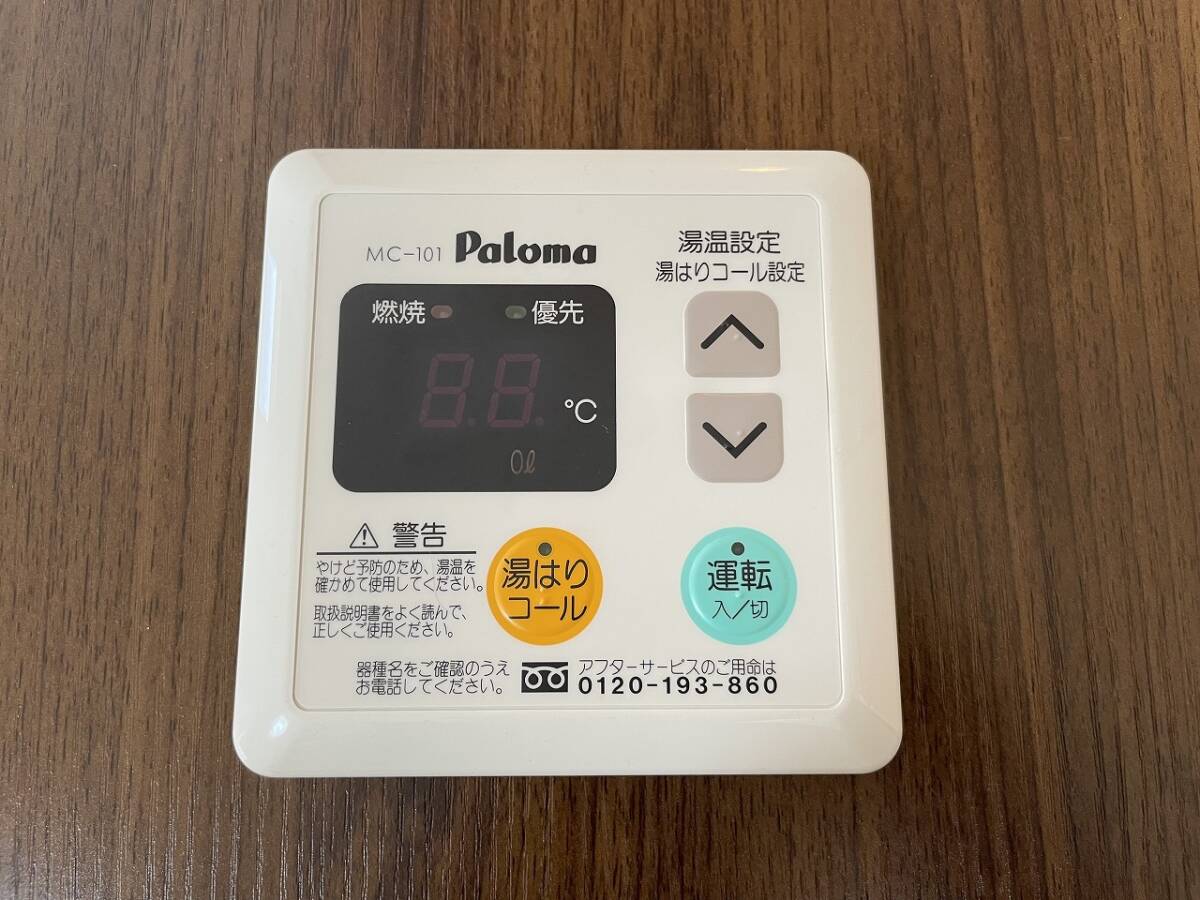 MC-101 Paloma
燃焼 優先
88 ℃
0ℓ
湯温設定
湯はりコール設定
警告
やけど予防のため、湯温を
確かめて使用してください。
取扱説明書をよく読んで、
正しくご使用ください。
湯はり
コール
運転
入/切
器種名をご確認のうえ
お電話してください。
アフターサービスのご用命は
0120-193-860